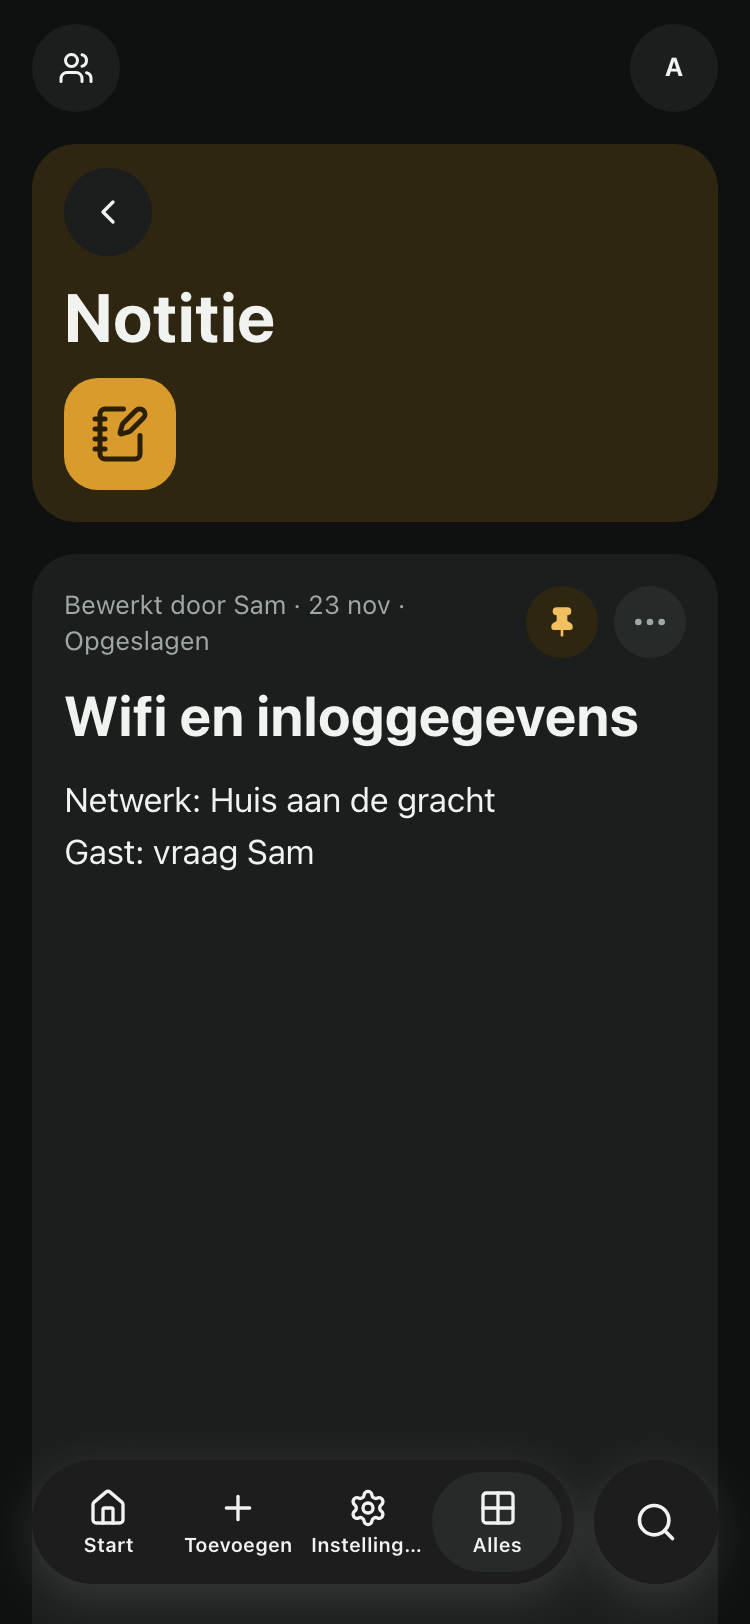 A
Notitie
Bewerkt door Sam · 23 nov ·
Opgeslagen
Wifi en inloggegevens
Netwerk: Huis aan de gracht
Gast: vraag Sam
Start
Toevoegen
Instelling...
Alles